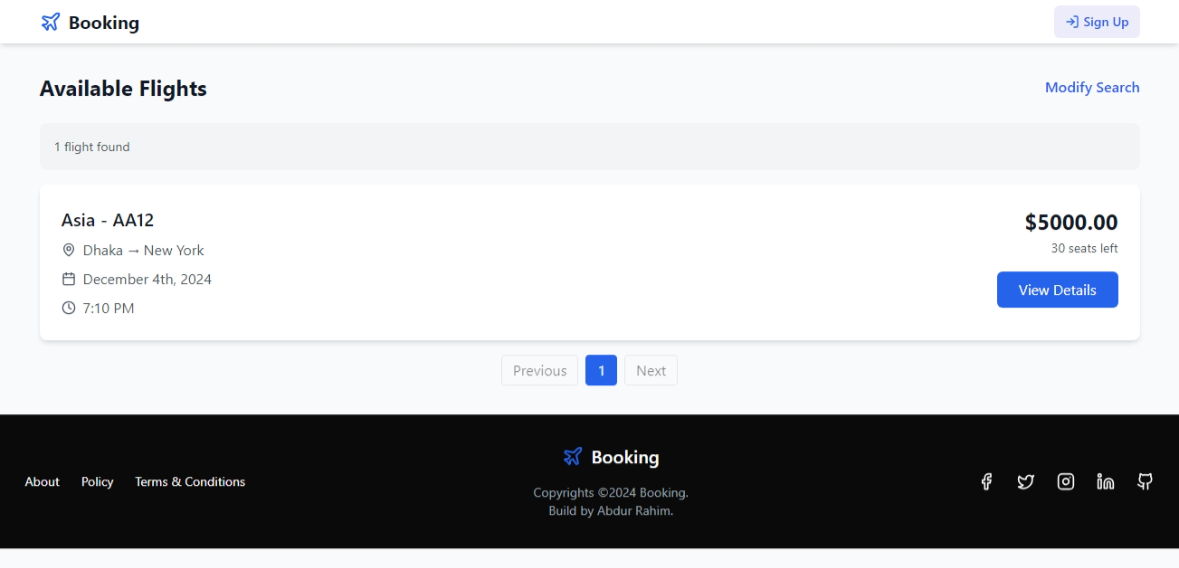 Booking
Sign Up
Available Flights
Modify Search
1 flight found
Asia - AA12
$5000.00
Dhaka → New York
30 seats left
December 4th, 2024
View Details
7:10 PM
Previous
1
Next
Booking
About
Policy
Terms & Conditions
Copyrights ©2024 Booking.
Build by Abdur Rahim.